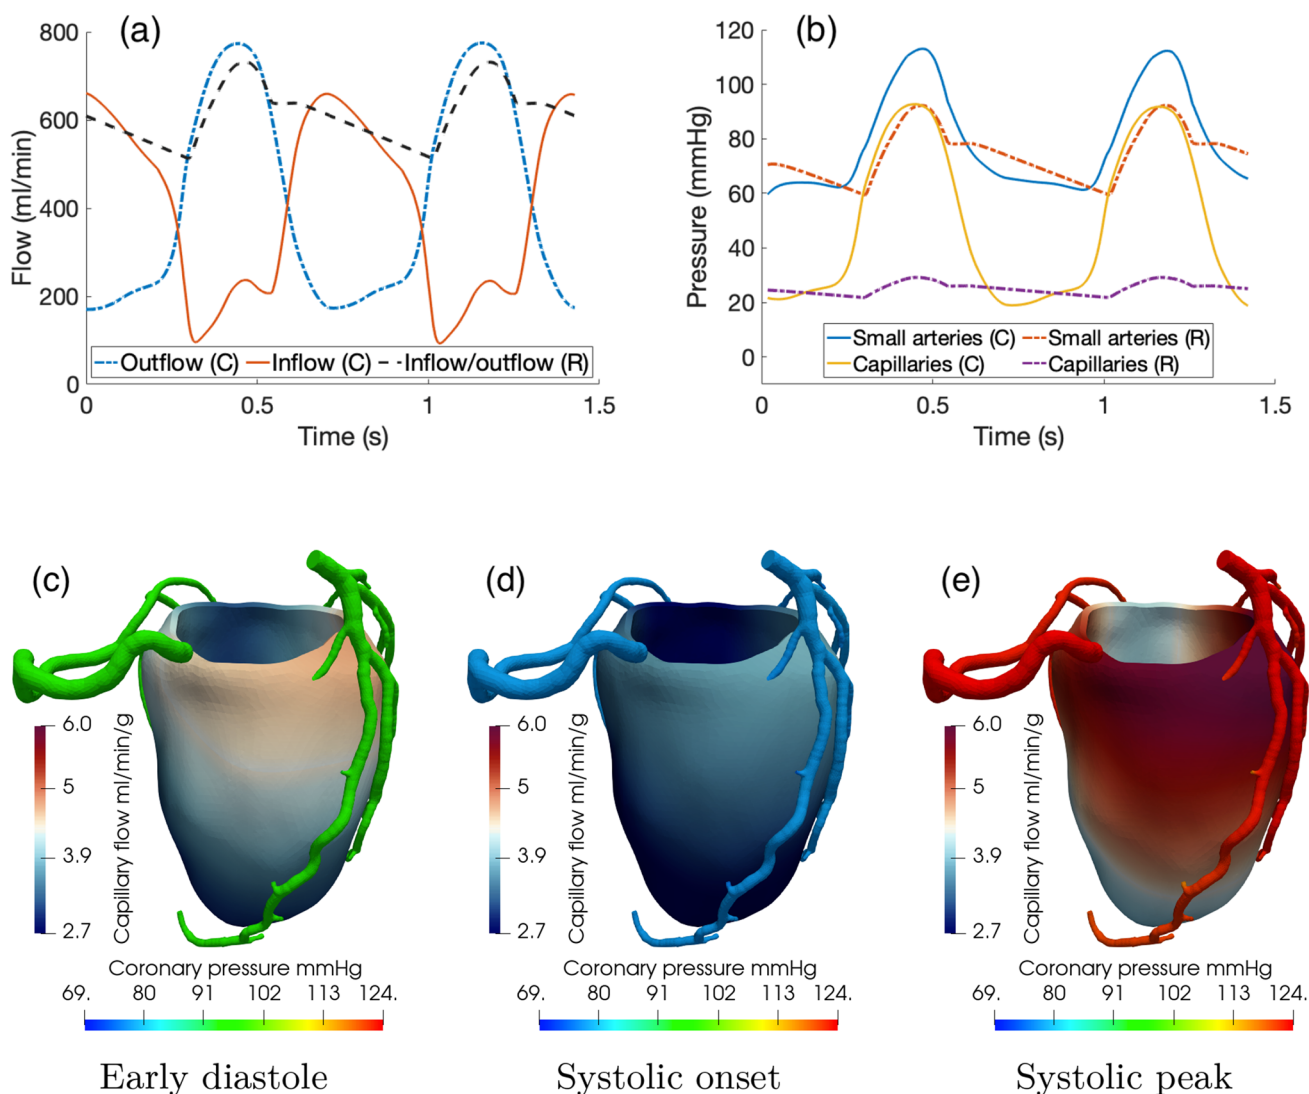 (a)
800
600
400
200
0
Flow (ml/min)
Outflow (C) Inflow (C) Inflow/outflow (R)
0 0.5 1 1.5
Time (s)
(b)
120
100
80
60
40
20
0
Pressure (mmHg)
Small arteries (C) Small arteries (R)
Capillaries (C) Capillaries (R)
0 0.5 1 1.5
Time (s)
(c)
6.0
5
3.9
2.7
Capillary flow ml/min/g
Coronary pressure mmHg
69. 80 91 102 113 124.
Early diastole
(d)
6.0
5
3.9
2.7
Capillary flow ml/min/g
Coronary pressure mmHg
69. 80 91 102 113 124.
Systolic onset
(e)
6.0
5
3.9
2.7
Capillary flow ml/min/g
Coronary pressure mmHg
69. 80 91 102 113 124.
Systolic peak